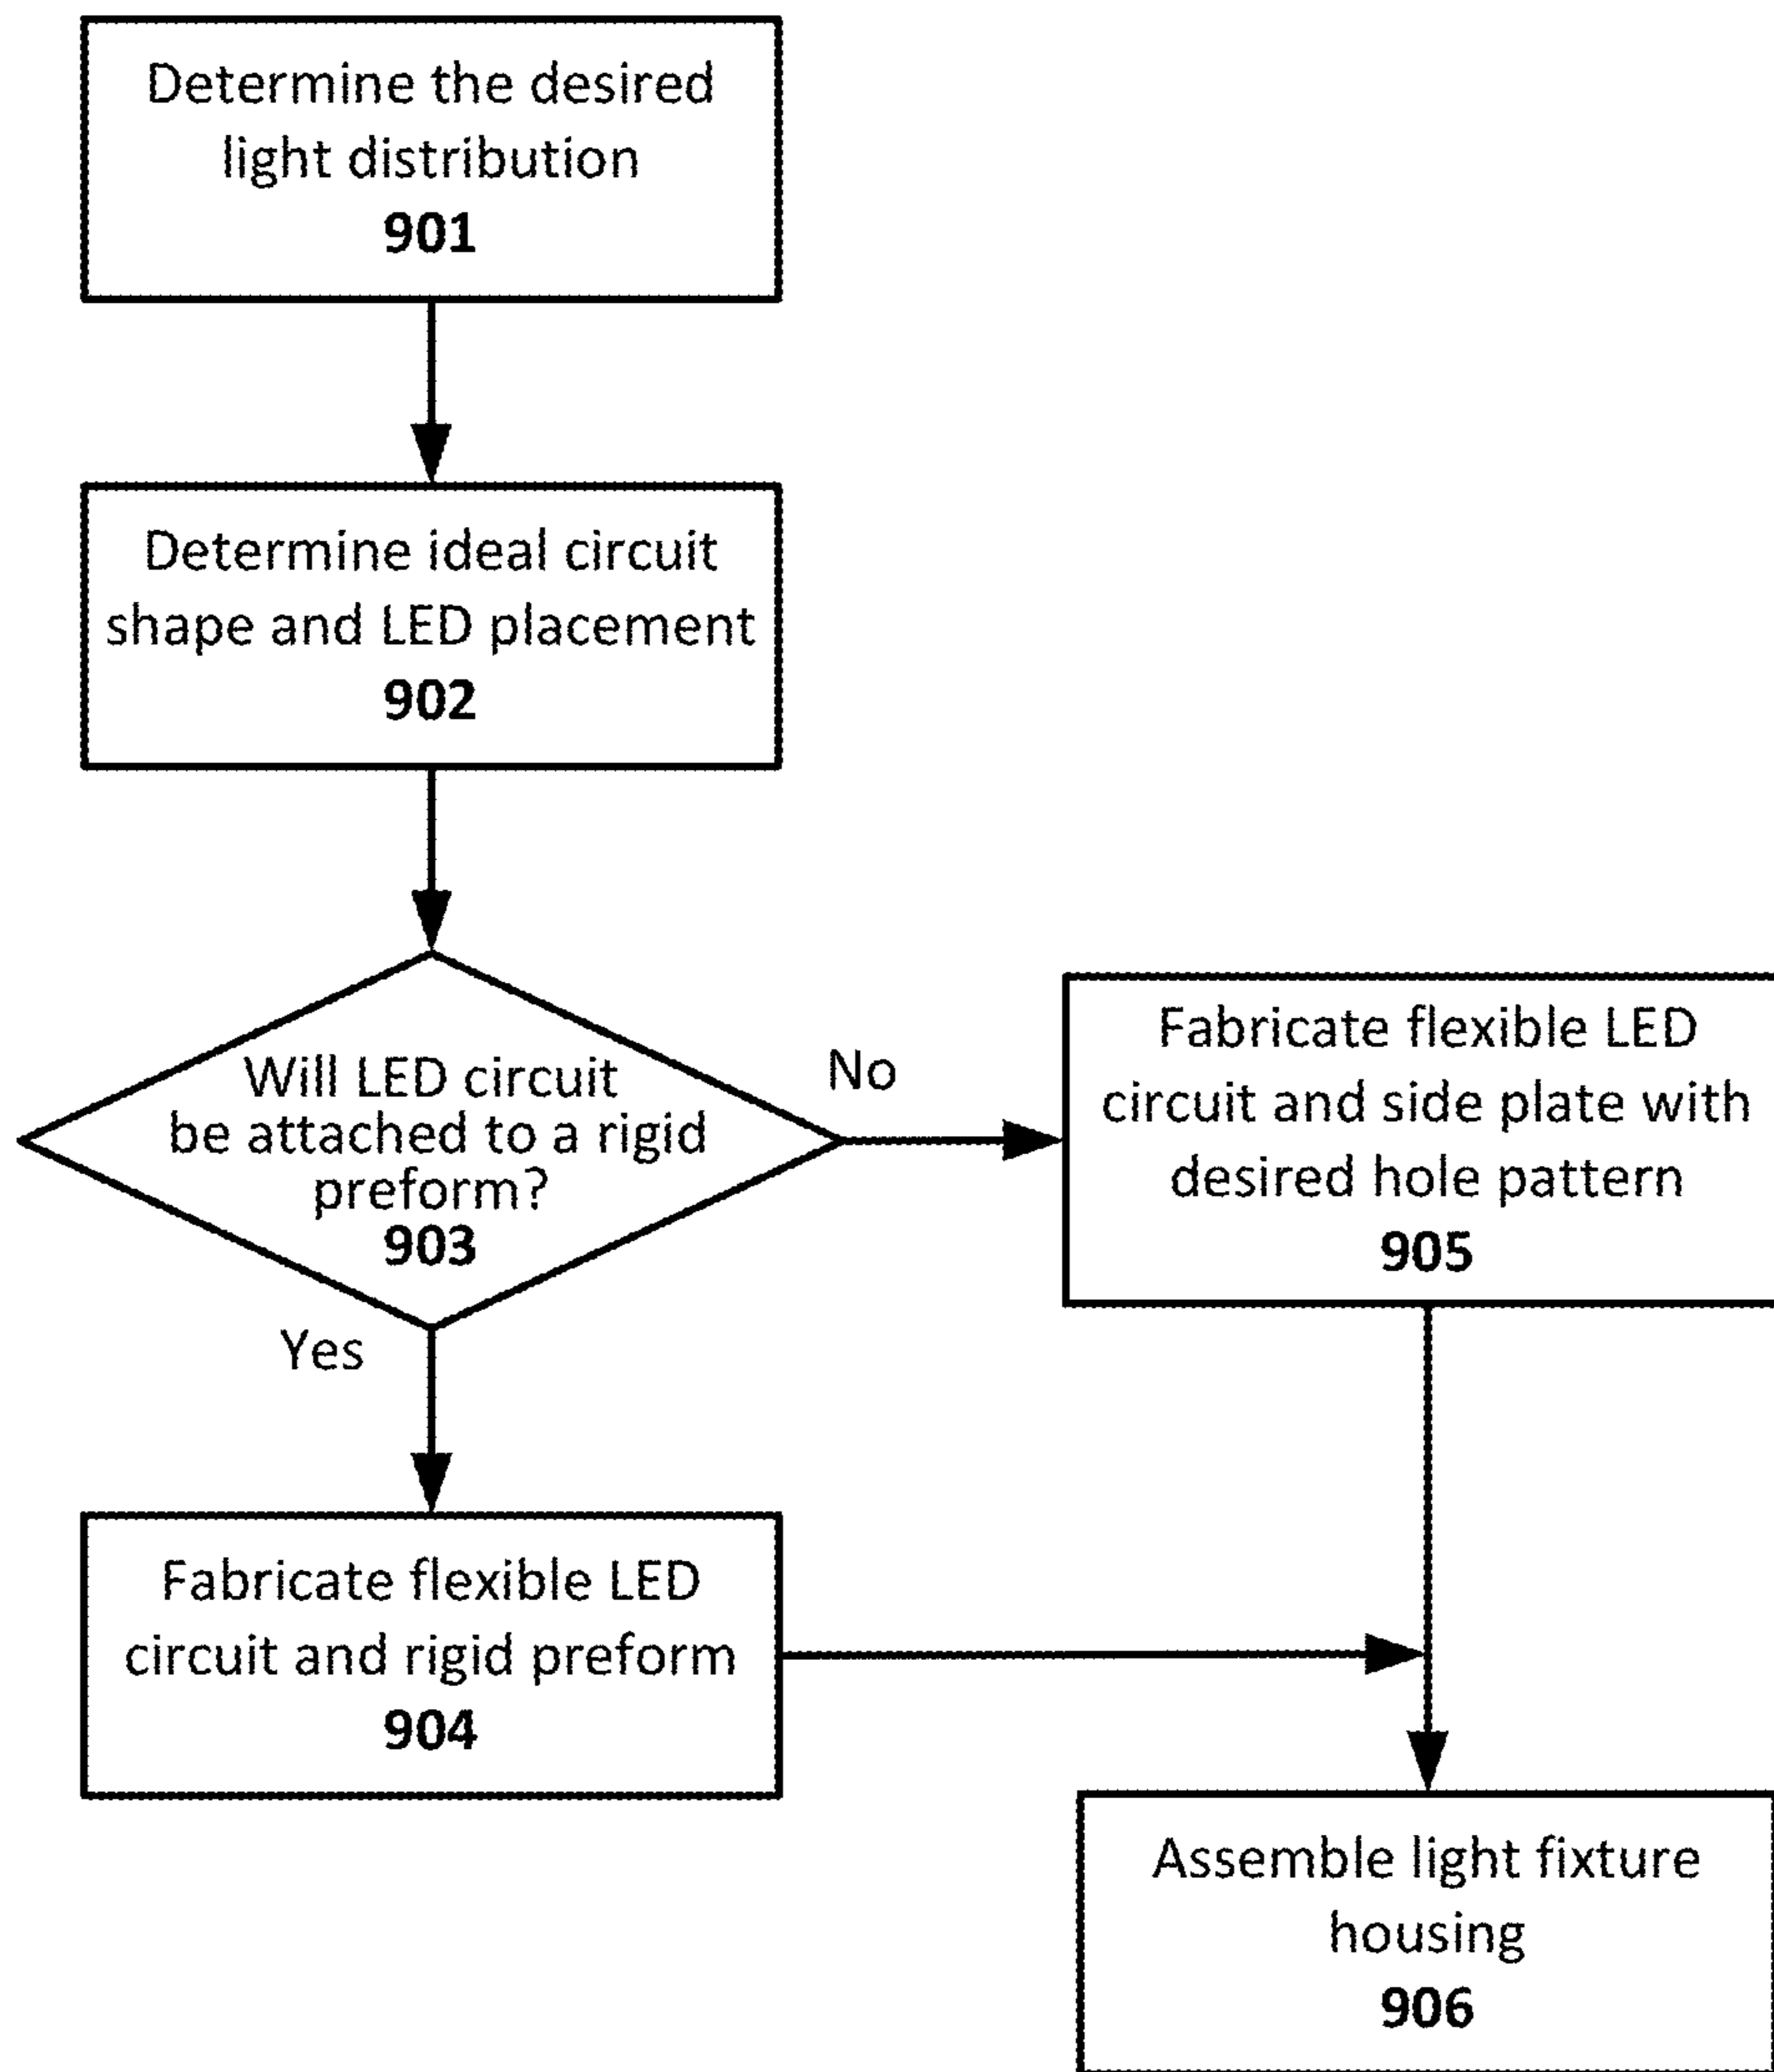 Determine the desired
light distribution
901
Determine ideal circuit
shape and LED placement
902
Will LED circuit
be attached to a rigid
preform?
903
No
Yes
Fabricate flexible LED
circuit and side plate with
desired hole pattern
905
Fabricate flexible LED
circuit and rigid preform
904
Assemble light fixture
housing
906